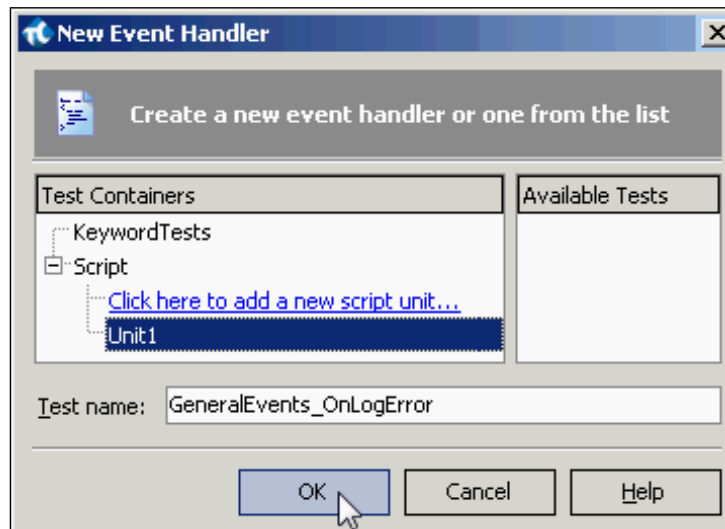 New Event Handler
Create a new event handler or one from the list
Test Containers
Available Tests
KeywordTests
Script
Click here to add a new script unit...
Unit1
Test name:
GeneralEvents_OnLogError
OK
Cancel
Help